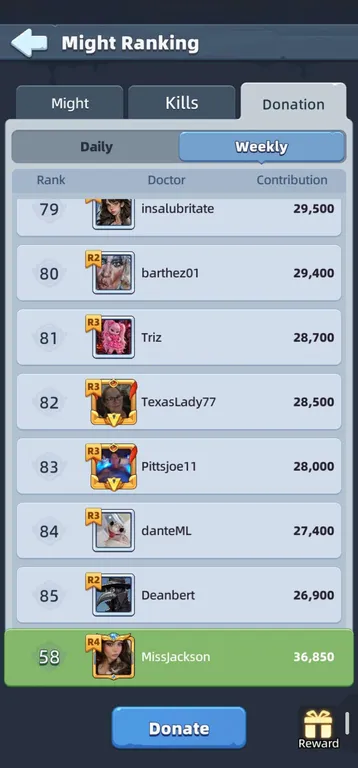 Might Ranking
Might Kills Donation
Daily Weekly
Rank Doctor Contribution
79 insalubritate 29,500
R2
80 barthez01 29,400
R3
81 Triz 28,700
R3
82 TexasLady77 28,500
R3
83 Pittsjoe11 28,000
R3
84 danteML 27,400
R2
85 Deanbert 26,900
R4
58 MissJackson 36,850
Donate
Reward